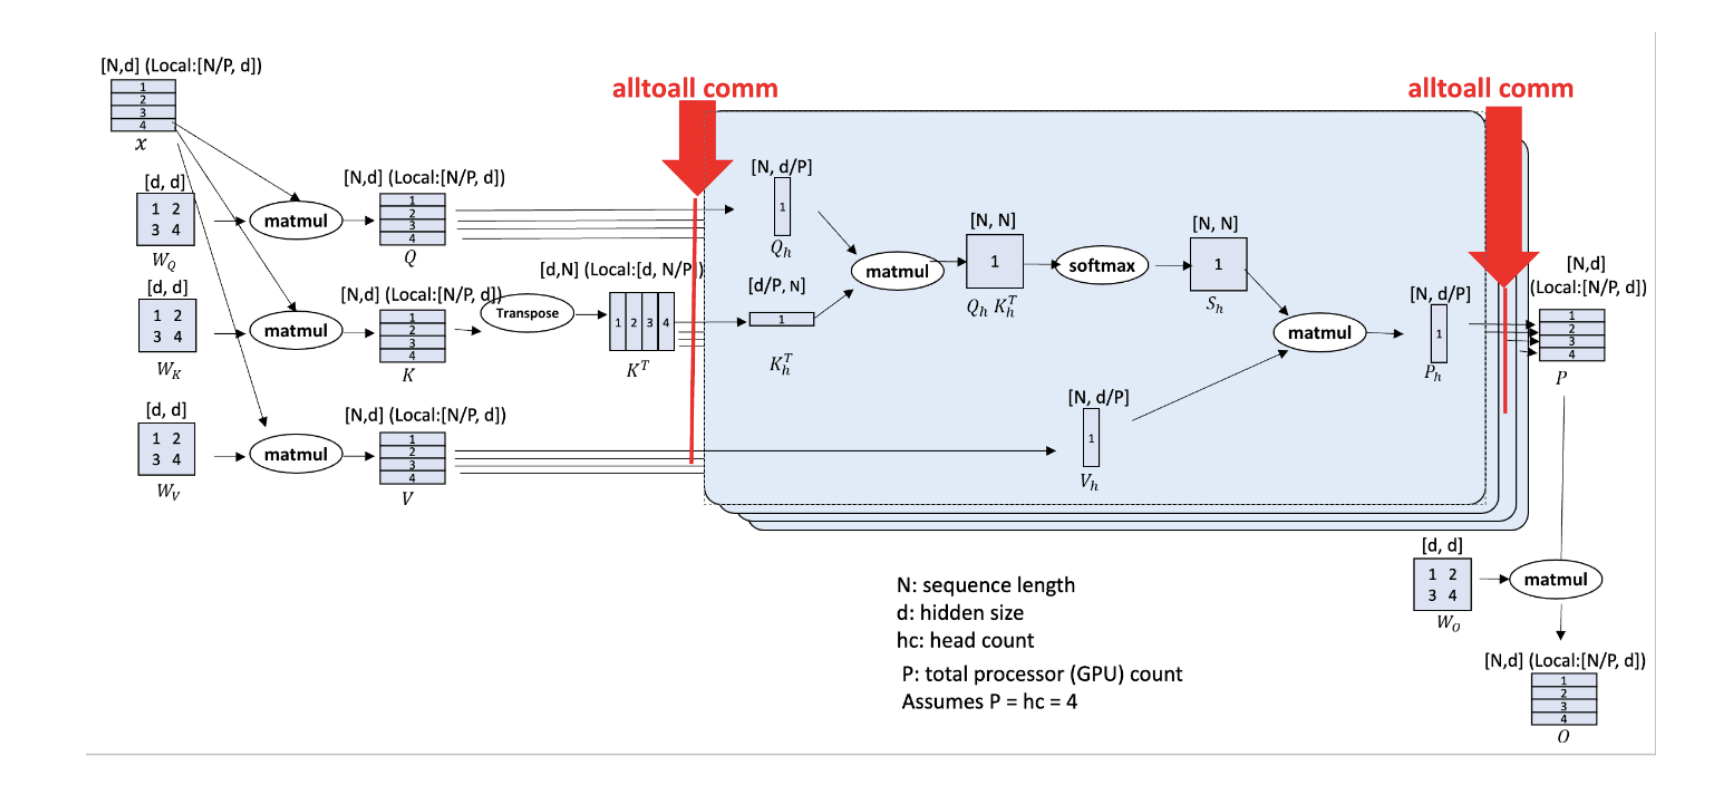 [N,d] (Local:[N/P, d])
1
2
3
4
x
[d, d]
1 2
3 4
W_Q
matmul
[N,d] (Local:[N/P, d])
1
2
3
4
Q
[d, d]
1 2
3 4
W_K
matmul
[N,d] (Local:[N/P, d])
1
2
3
4
K
Transpose
[d,N] (Local:[d, N/P])
1 2 3 4
K^T
[d, d]
1 2
3 4
W_V
matmul
[N,d] (Local:[N/P, d])
1
2
3
4
V
alltoall comm
[N, d/P]
1
Q_h
[d/P, N]
1
K_h^T
matmul
[N, N]
1
Q_h K_h^T
softmax
[N, N]
1
S_h
[N, d/P]
1
V_h
matmul
[N, d/P]
1
P_h
alltoall comm
[N,d]
(Local:[N/P, d])
1
2
3
4
P
[d, d]
1 2
3 4
W_O
matmul
[N,d] (Local:[N/P, d])
1
2
3
4
O
N: sequence length
d: hidden size
hc: head count
P: total processor (GPU) count
Assumes P = hc = 4